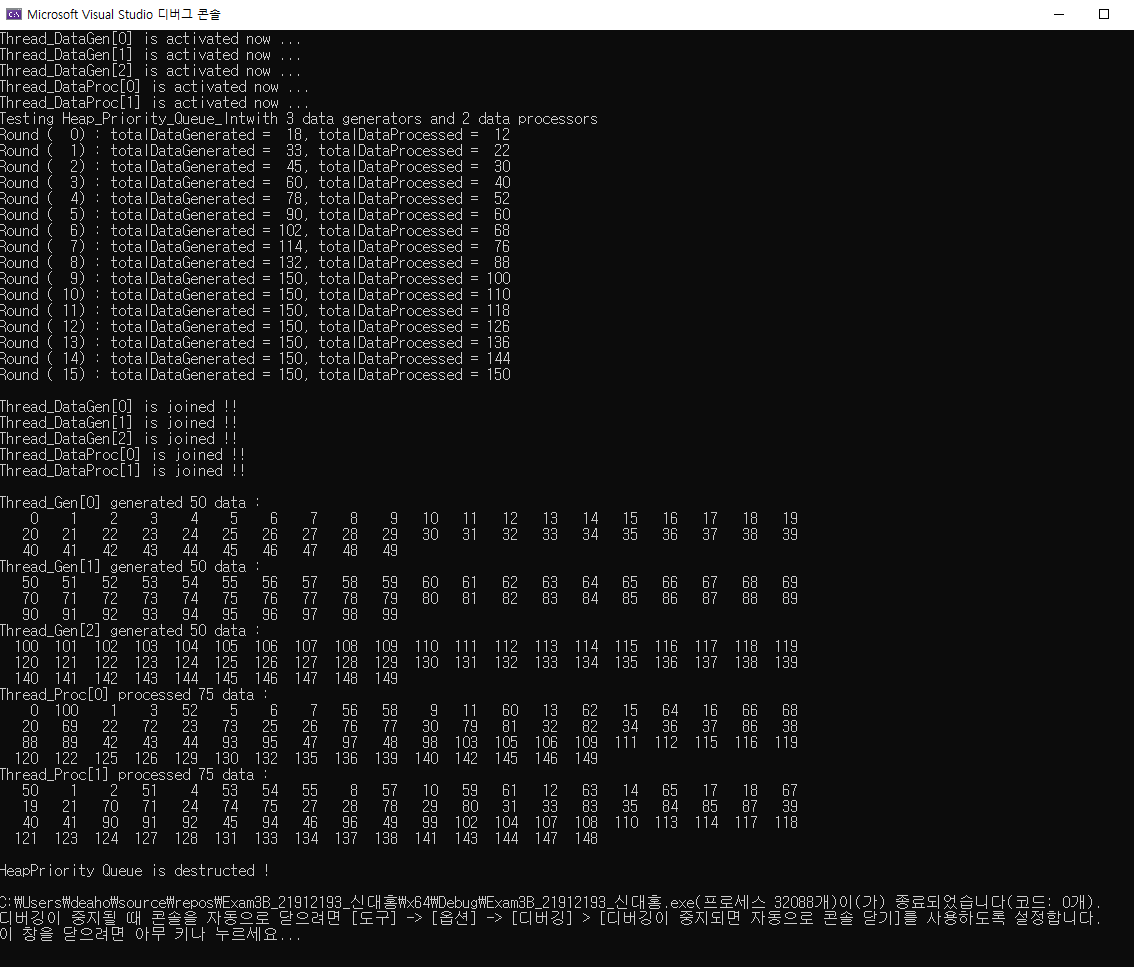 Microsoft Visual Studio 디버그 콘솔
Thread_DataGen[0] is activated now ...
Thread_DataGen[1] is activated now ...
Thread_DataGen[2] is activated now ...
Thread_DataProc[0] is activated now ...
Thread_DataProc[1] is activated now ...
Testing Heap_Priority_Queue_Intwith 3 data generators and 2 data processors
Round (  0) : totalDataGenerated =  18, totalDataProcessed =  12
Round (  1) : totalDataGenerated =  33, totalDataProcessed =  22
Round (  2) : totalDataGenerated =  45, totalDataProcessed =  30
Round (  3) : totalDataGenerated =  60, totalDataProcessed =  40
Round (  4) : totalDataGenerated =  78, totalDataProcessed =  52
Round (  5) : totalDataGenerated =  90, totalDataProcessed =  60
Round (  6) : totalDataGenerated = 102, totalDataProcessed =  68
Round (  7) : totalDataGenerated = 114, totalDataProcessed =  76
Round (  8) : totalDataGenerated = 132, totalDataProcessed =  88
Round (  9) : totalDataGenerated = 150, totalDataProcessed = 100
Round ( 10) : totalDataGenerated = 150, totalDataProcessed = 110
Round ( 11) : totalDataGenerated = 150, totalDataProcessed = 118
Round ( 12) : totalDataGenerated = 150, totalDataProcessed = 126
Round ( 13) : totalDataGenerated = 150, totalDataProcessed = 136
Round ( 14) : totalDataGenerated = 150, totalDataProcessed = 144
Round ( 15) : totalDataGenerated = 150, totalDataProcessed = 150
Thread_DataGen[0] is joined !!
Thread_DataGen[1] is joined !!
Thread_DataGen[2] is joined !!
Thread_DataProc[0] is joined !!
Thread_DataProc[1] is joined !!
Thread_Gen[0] generated 50 data :
0 1 2 3 4 5 6 7 8 9 10 11 12 13 14 15 16 17 18 19
20 21 22 23 24 25 26 27 28 29 30 31 32 33 34 35 36 37 38 39
40 41 42 43 44 45 46 47 48 49
Thread_Gen[1] generated 50 data :
50 51 52 53 54 55 56 57 58 59 60 61 62 63 64 65 66 67 68 69
70 71 72 73 74 75 76 77 78 79 80 81 82 83 84 85 86 87 88 89
90 91 92 93 94 95 96 97 98 99
Thread_Gen[2] generated 50 data :
100 101 102 103 104 105 106 107 108 109 110 111 112 113 114 115 116 117 118 119
120 121 122 123 124 125 126 127 128 129 130 131 132 133 134 135 136 137 138 139
140 141 142 143 144 145 146 147 148 149
Thread_Proc[0] processed 75 data :
0 100 1 3 52 5 6 7 56 58 9 11 60 13 62 15 64 16 66 68
20 69 22 72 23 73 25 26 76 77 30 79 81 32 82 34 36 37 86 38
88 89 42 43 44 93 95 47 97 48 98 103 105 106 109 111 112 115 116 119
120 122 125 126 129 130 132 135 136 139 140 142 145 146 149
Thread_Proc[1] processed 75 data :
50 1 2 51 4 53 54 55 8 57 10 59 61 12 63 14 65 17 18 67
19 21 70 71 24 74 75 27 28 78 29 80 31 33 83 35 84 85 87 39
40 41 90 91 92 45 94 46 96 49 99 102 104 107 108 110 113 114 117 118
121 123 124 127 128 131 133 134 137 138 141 143 144 147 148
HeapPriority Queue is destructed !
C:₩Users₩deaho₩source₩repos₩Exam3B_21912193_신대홍₩x64₩Debug₩Exam3B_21912193_신대홍.exe(프로세스 32088개)이(가) 종료되었습니다(코드: 0개).
디버깅이 중지될 때 콘솔을 자동으로 닫으려면 [도구] -> [옵션] -> [디버깅] > [디버깅이 중지되면 자동으로 콘솔 닫기]를 사용하도록 설정합니다.
이 창을 닫으려면 아무 키나 누르세요...